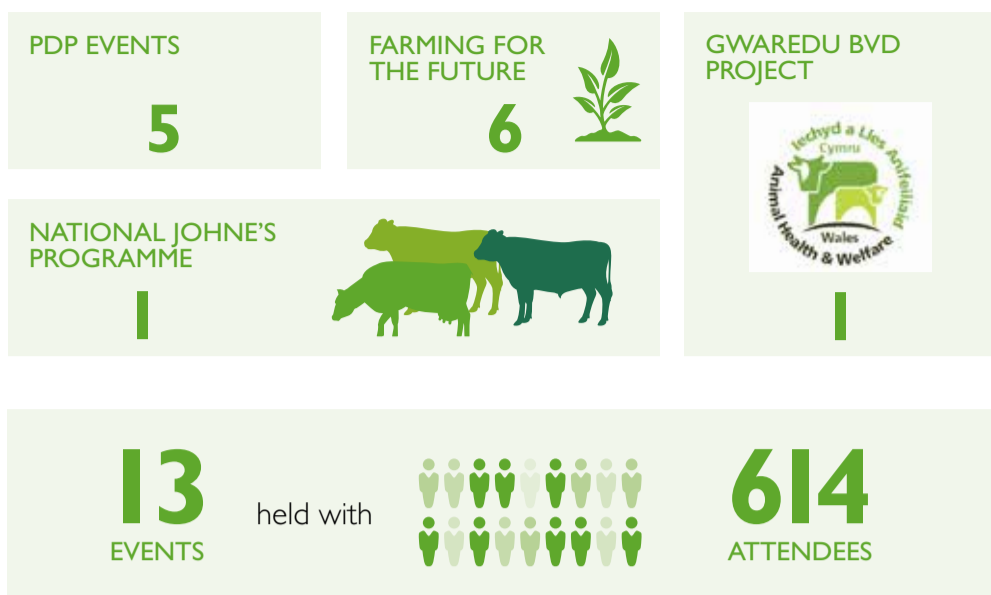 PDP EVENTS
5
FARMING FOR
THE FUTURE
6
GWAREDU BVD
PROJECT
Iechyd a Lles Anifeiliaid
Cymru
Wales
Animal Health & Welfare
1
NATIONAL JOHNE'S
PROGRAMME
1
13
EVENTS
held with
614
ATTENDEES